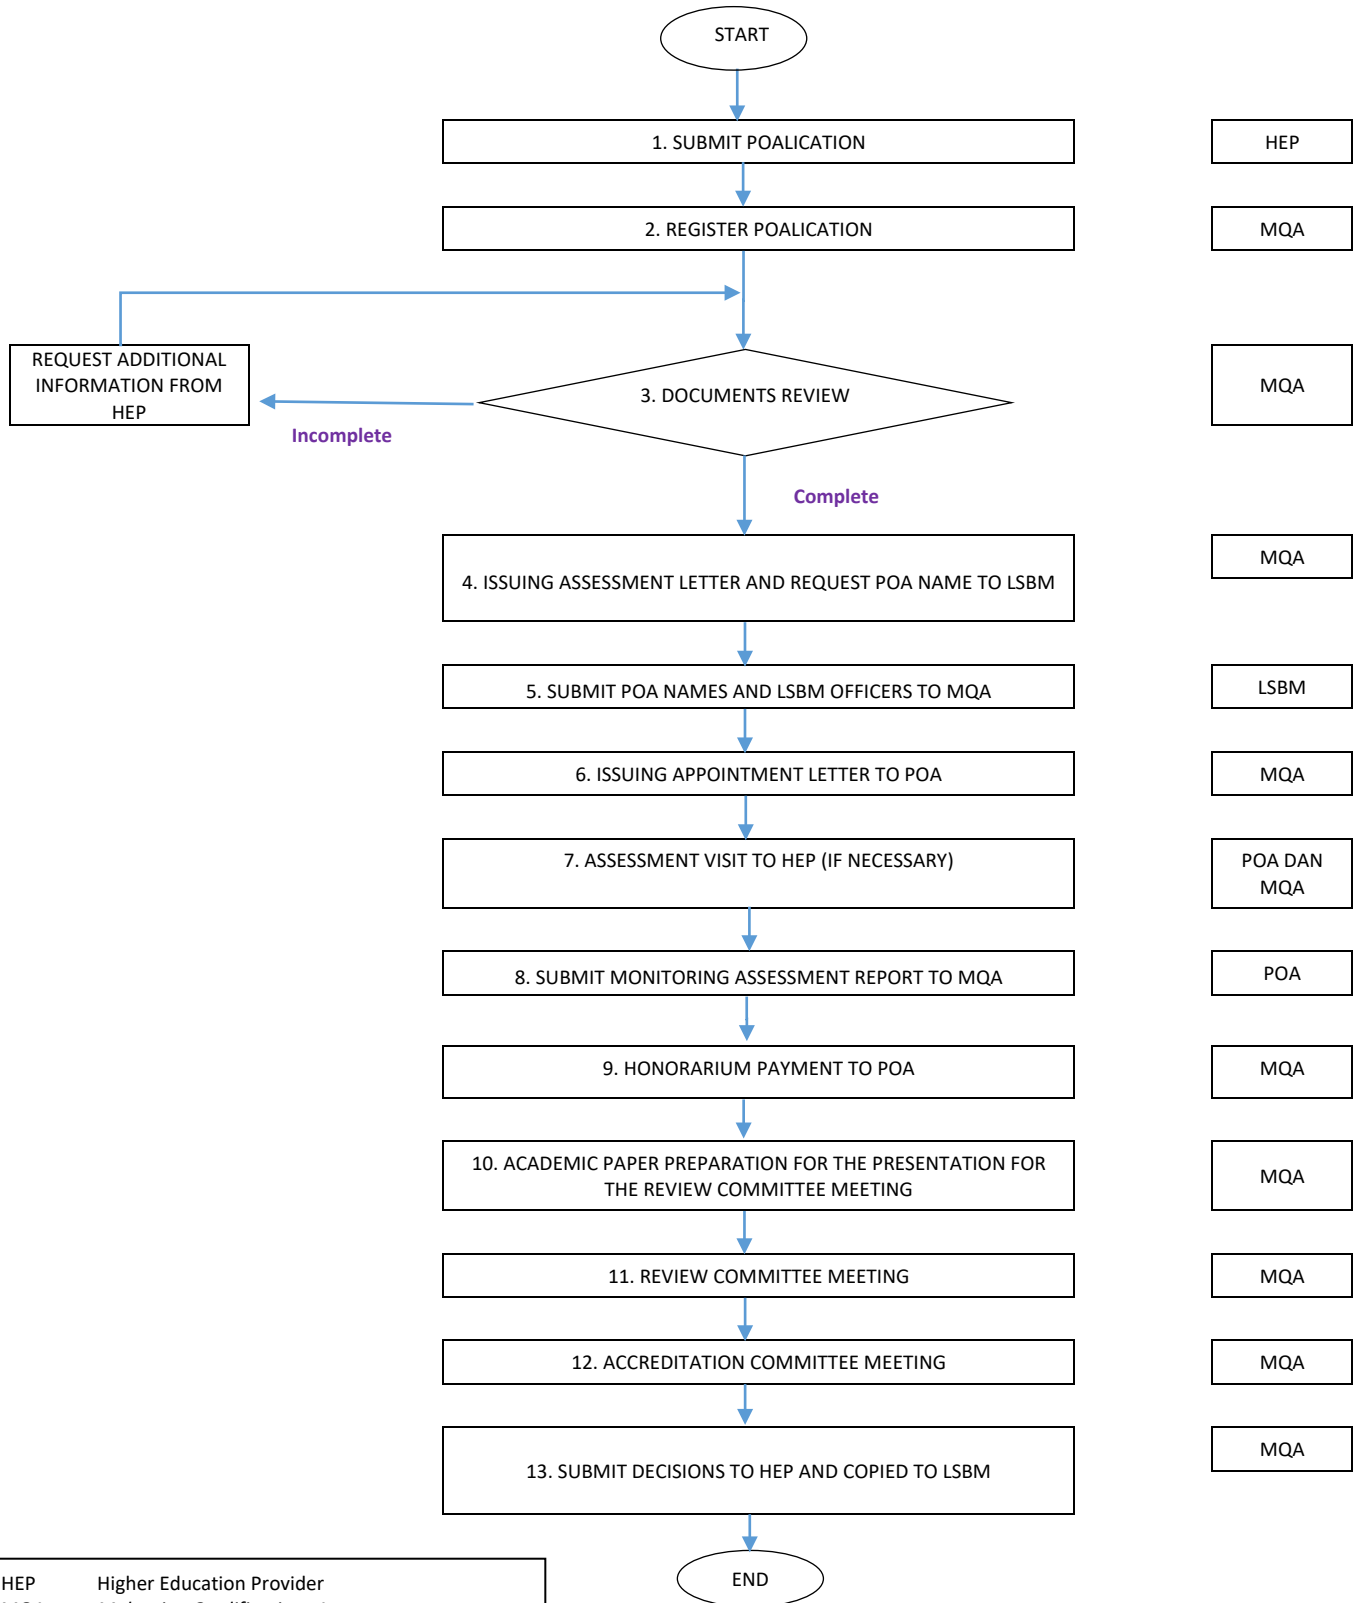 START
1. SUBMIT POALICATION
HEP
2. REGISTER POALICATION
MQA
REQUEST ADDITIONAL
INFORMATION FROM
HEP
3. DOCUMENTS REVIEW
MQA
Incomplete
Complete
4. ISSUING ASSESSMENT LETTER AND REQUEST POA NAME TO LSBM
MQA
5. SUBMIT POA NAMES AND LSBM OFFICERS TO MQA
LSBM
6. ISSUING APPOINTMENT LETTER TO POA
MQA
7. ASSESSMENT VISIT TO HEP (IF NECESSARY)
POA DAN
MQA
8. SUBMIT MONITORING ASSESSMENT REPORT TO MQA
POA
9. HONORARIUM PAYMENT TO POA
MQA
10. ACADEMIC PAPER PREPARATION FOR THE PRESENTATION FOR
THE REVIEW COMMITTEE MEETING
MQA
11. REVIEW COMMITTEE MEETING
MQA
12. ACCREDITATION COMMITTEE MEETING
MQA
13. SUBMIT DECISIONS TO HEP AND COPIED TO LSBM
MQA
END
HEP Higher Education Provider